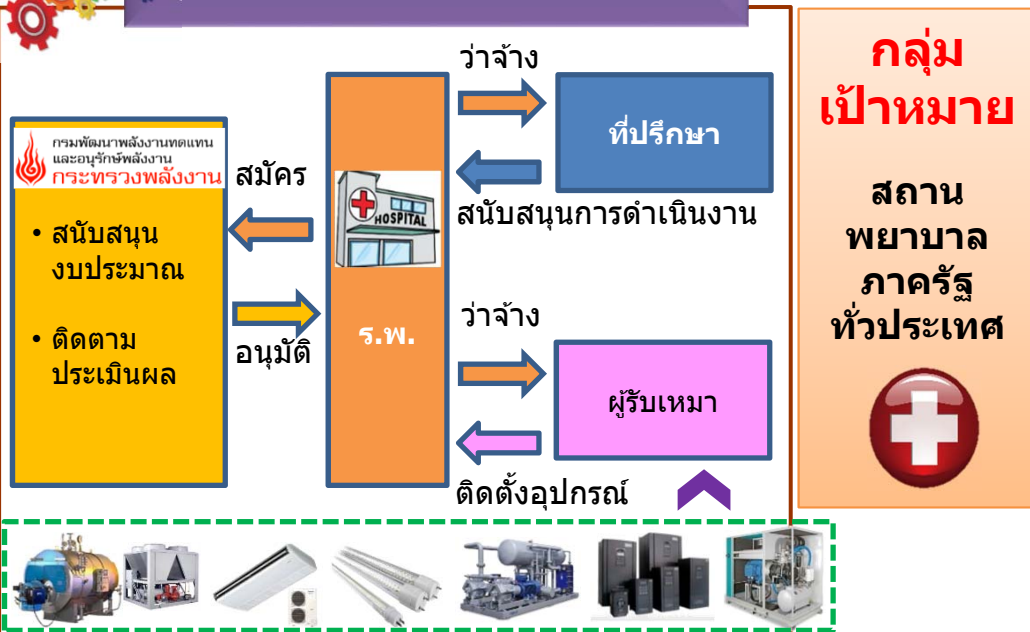 กรมพัฒนาพลังงานทดแทน
และอนุรักษ์พลังงาน
กระทรวงพลังงาน
• สนับสนุน
งบประมาณ
• ติดตาม
ประเมินผล
สมัคร
อนุมัติ
HOSPITAL
ร.พ.
ว่าจ้าง
ที่ปรึกษา
สนับสนุนการดำเนินงาน
ว่าจ้าง
ผู้รับเหมา
ติดตั้งอุปกรณ์
กลุ่ม
เป้าหมาย
สถาน
พยาบาล
ภาครัฐ
ทั่วประเทศ